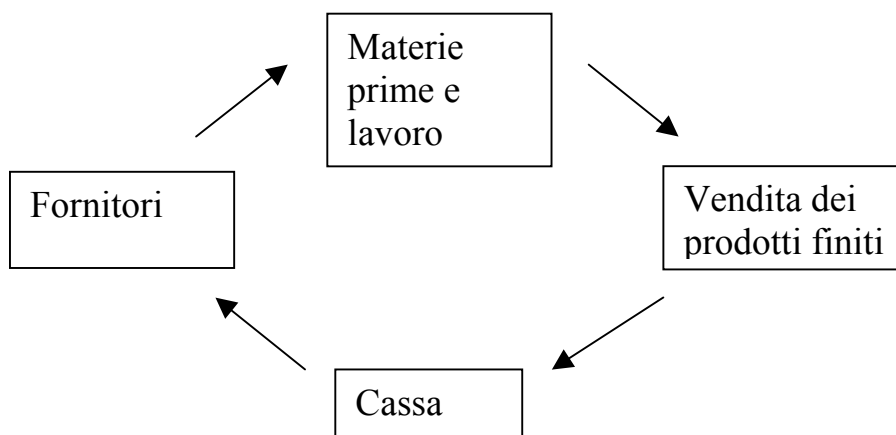 Materie
prime e
lavoro
Fornitori
Vendita dei
prodotti finiti
Cassa